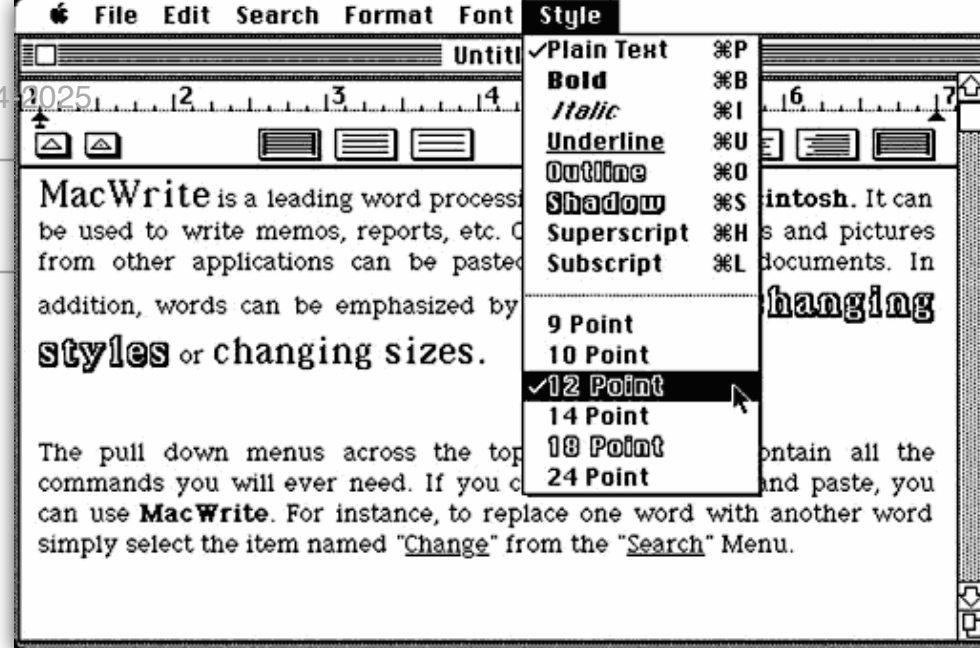 File Edit Search Format Font Style
Untitl
2025
2 3 4 6 7
✓Plain Text ⌘P
Bold ⌘B
Italic ⌘I
Underline ⌘U
Outline ⌘O
Shadow ⌘S
Superscript ⌘H
Subscript ⌘L
9 Point
10 Point
✓12 Point
14 Point
18 Point
24 Point
MacWrite is a leading word processi intosh. It can
be used to write memos, reports, etc. s and pictures
from other applications can be pasted documents. In
addition, words can be emphasized by hanging
styles or changing sizes.
The pull down menus across the top ontain all the
commands you will ever need. If you c and paste, you
can use MacWrite. For instance, to replace one word with another word
simply select the item named "Change" from the "Search" Menu.